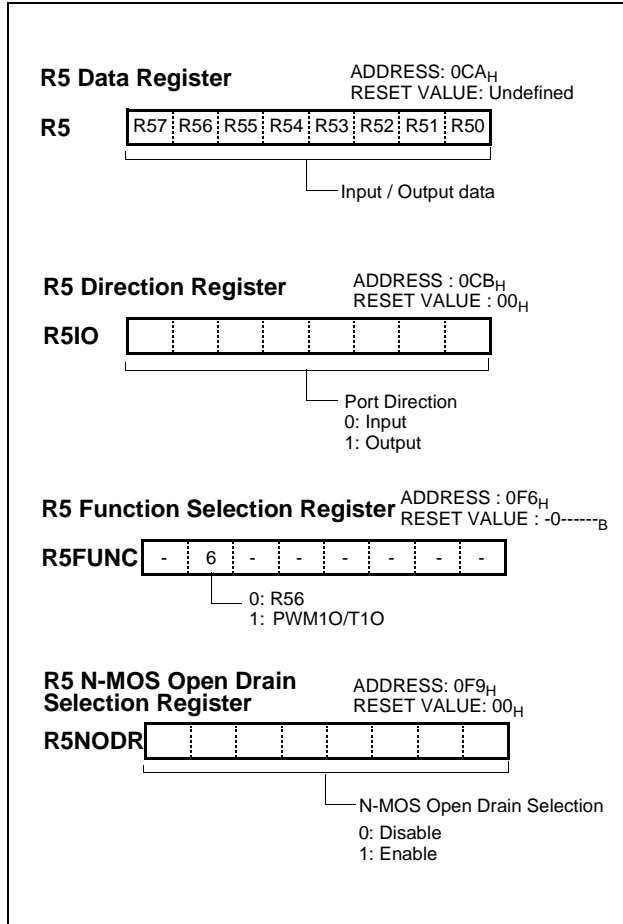 R5 Data Register
ADDRESS: 0CAH
RESET VALUE: Undefined
R5 R57 R56 R55 R54 R53 R52 R51 R50
Input / Output data
R5 Direction Register
ADDRESS : 0CBH
RESET VALUE : 00H
R5IO
Port Direction
0: Input
1: Output
R5 Function Selection Register
ADDRESS : 0F6H
RESET VALUE : -0------B
R5FUNC - 6 - - - - - -
0: R56
1: PWM1O/T1O
R5 N-MOS Open Drain
Selection Register
ADDRESS: 0F9H
RESET VALUE: 00H
R5NODR
N-MOS Open Drain Selection
0: Disable
1: Enable